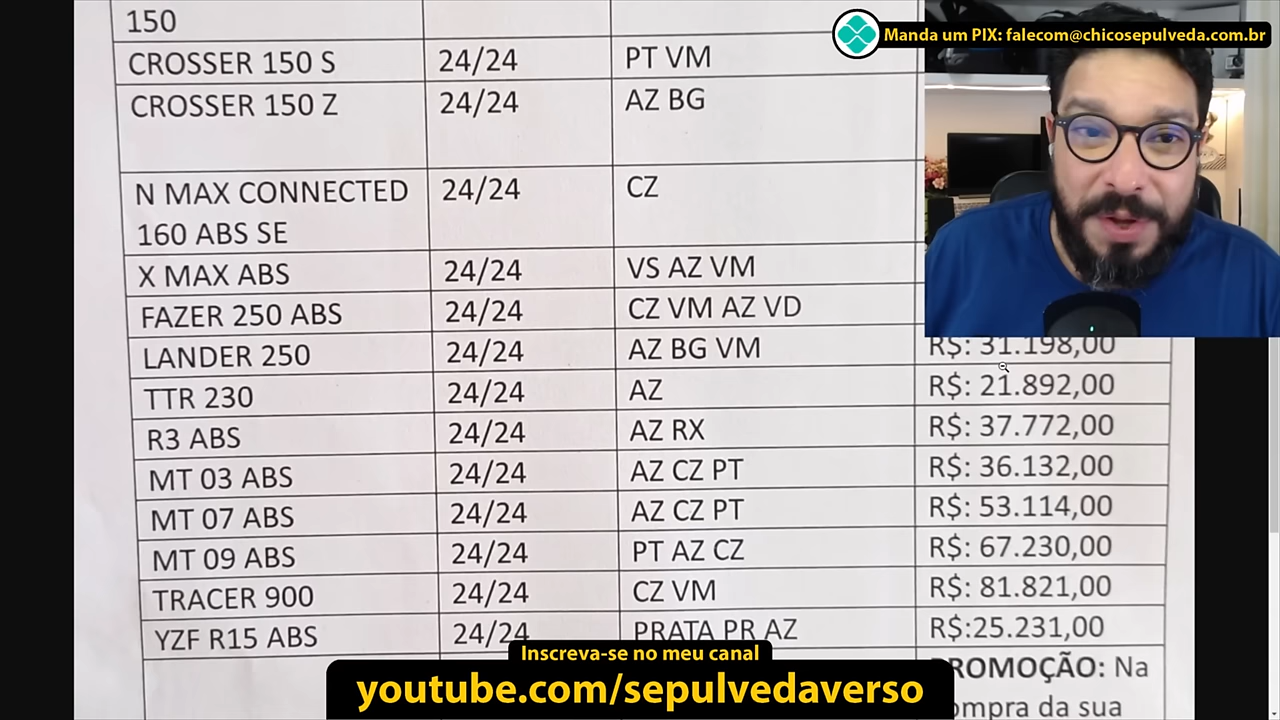 150
Manda um PIX: falecom@chicosepulveda.com.br
CROSSER 150 S 24/24 PT VM
CROSSER 150 Z 24/24 AZ BG
N MAX CONNECTED 24/24 CZ
160 ABS SE
X MAX ABS 24/24 VS AZ VM
FAZER 250 ABS 24/24 CZ VM AZ VD
LANDER 250 24/24 AZ BG VM R$: 31.198,00
TTR 230 24/24 AZ R$: 21.892,00
R3 ABS 24/24 AZ RX R$: 37.772,00
MT 03 ABS 24/24 AZ CZ PT R$: 36.132,00
MT 07 ABS 24/24 AZ CZ PT R$: 53.114,00
MT 09 ABS 24/24 PT AZ CZ R$: 67.230,00
TRACER 900 24/24 CZ VM R$: 81.821,00
YZF R15 ABS 24/24 PRATA PR AZ R$:25.231,00
Inscreva-se no meu canal
PROMOÇÃO: Na
youtube.com/sepulvedaverso
compra da sua